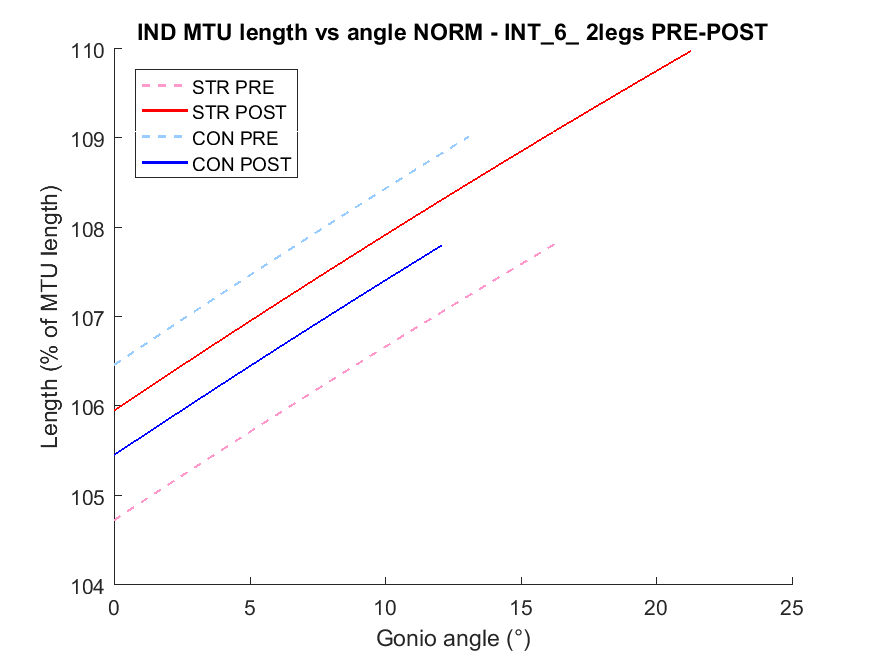 IND MTU length vs angle NORM - INT_6_ 2legs PRE-POST
110
109
108
107
106
105
104
Length (% of MTU length)
STR PRE
STR POST
CON PRE
CON POST
0
5
10
15
20
25
Gonio angle (°)